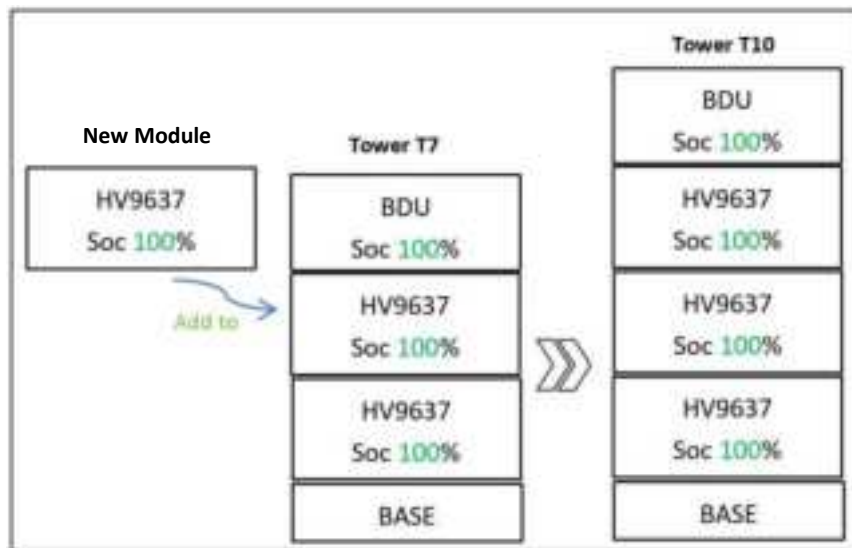 New Module
HV9637
Soc 100%
Add to
Tower T7
BDU
Soc 100%
HV9637
Soc 100%
HV9637
Soc 100%
BASE
Tower T10
BDU
Soc 100%
HV9637
Soc 100%
HV9637
Soc 100%
HV9637
Soc 100%
BASE